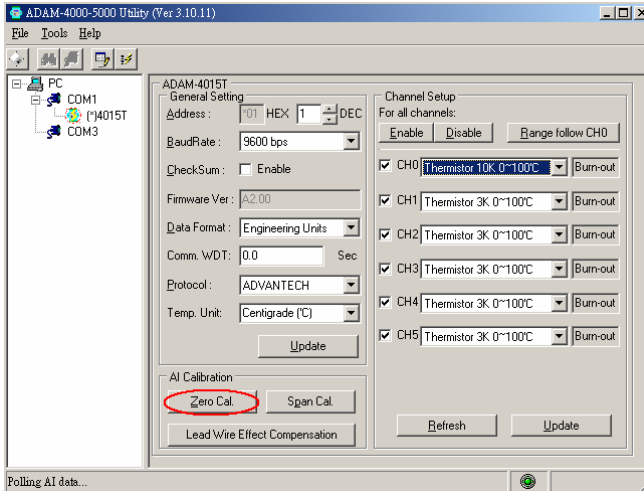 ADAM-4000-5000 Utility (Ver 3.10.11)
File Tools Help
PC
COM1
(*)4015T
COM3
ADAM-4015T
General Setting
Address : *01 HEX 1 DEC
BaudRate : 9600 bps
CheckSum : Enable
Firmware Ver : A2.00
Data Format : Engineering Units
Comm. WDT: 0.0 Sec
Protocol : ADVANTECH
Temp. Unit: Centigrade (℃)
Update
AI Calibration
Zero Cal. Span Cal.
Lead Wire Effect Compensation
Channel Setup
For all channels:
Enable Disable Range follow CH0
CH0 Thermistor 10K 0~100℃ Burn-out
CH1 Thermistor 3K 0~100℃ Burn-out
CH2 Thermistor 3K 0~100℃ Burn-out
CH3 Thermistor 3K 0~100℃ Burn-out
CH4 Thermistor 3K 0~100℃ Burn-out
CH5 Thermistor 3K 0~100℃ Burn-out
Refresh Update
Polling AI data...